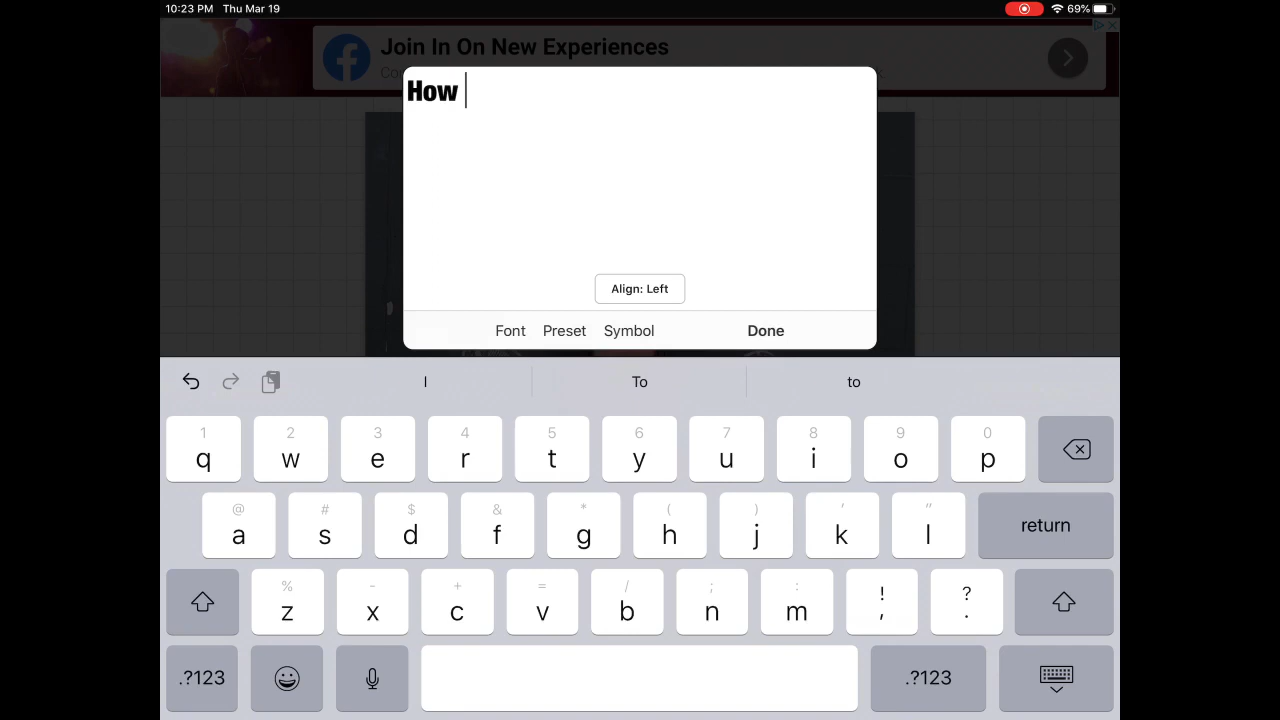 10:23 PM Thu Mar 19
69%
Join In On New Experiences
How
Align: Left
Font Preset Symbol Done
I To to
1 2 3 4 5 6 7 8 9 0
q w e r t y u i o p
@ # $ & * ( ) ' "
a s d f g h j k l return
% - + = / ; : ! ?
z x c v b n m , .
.?123 .?123